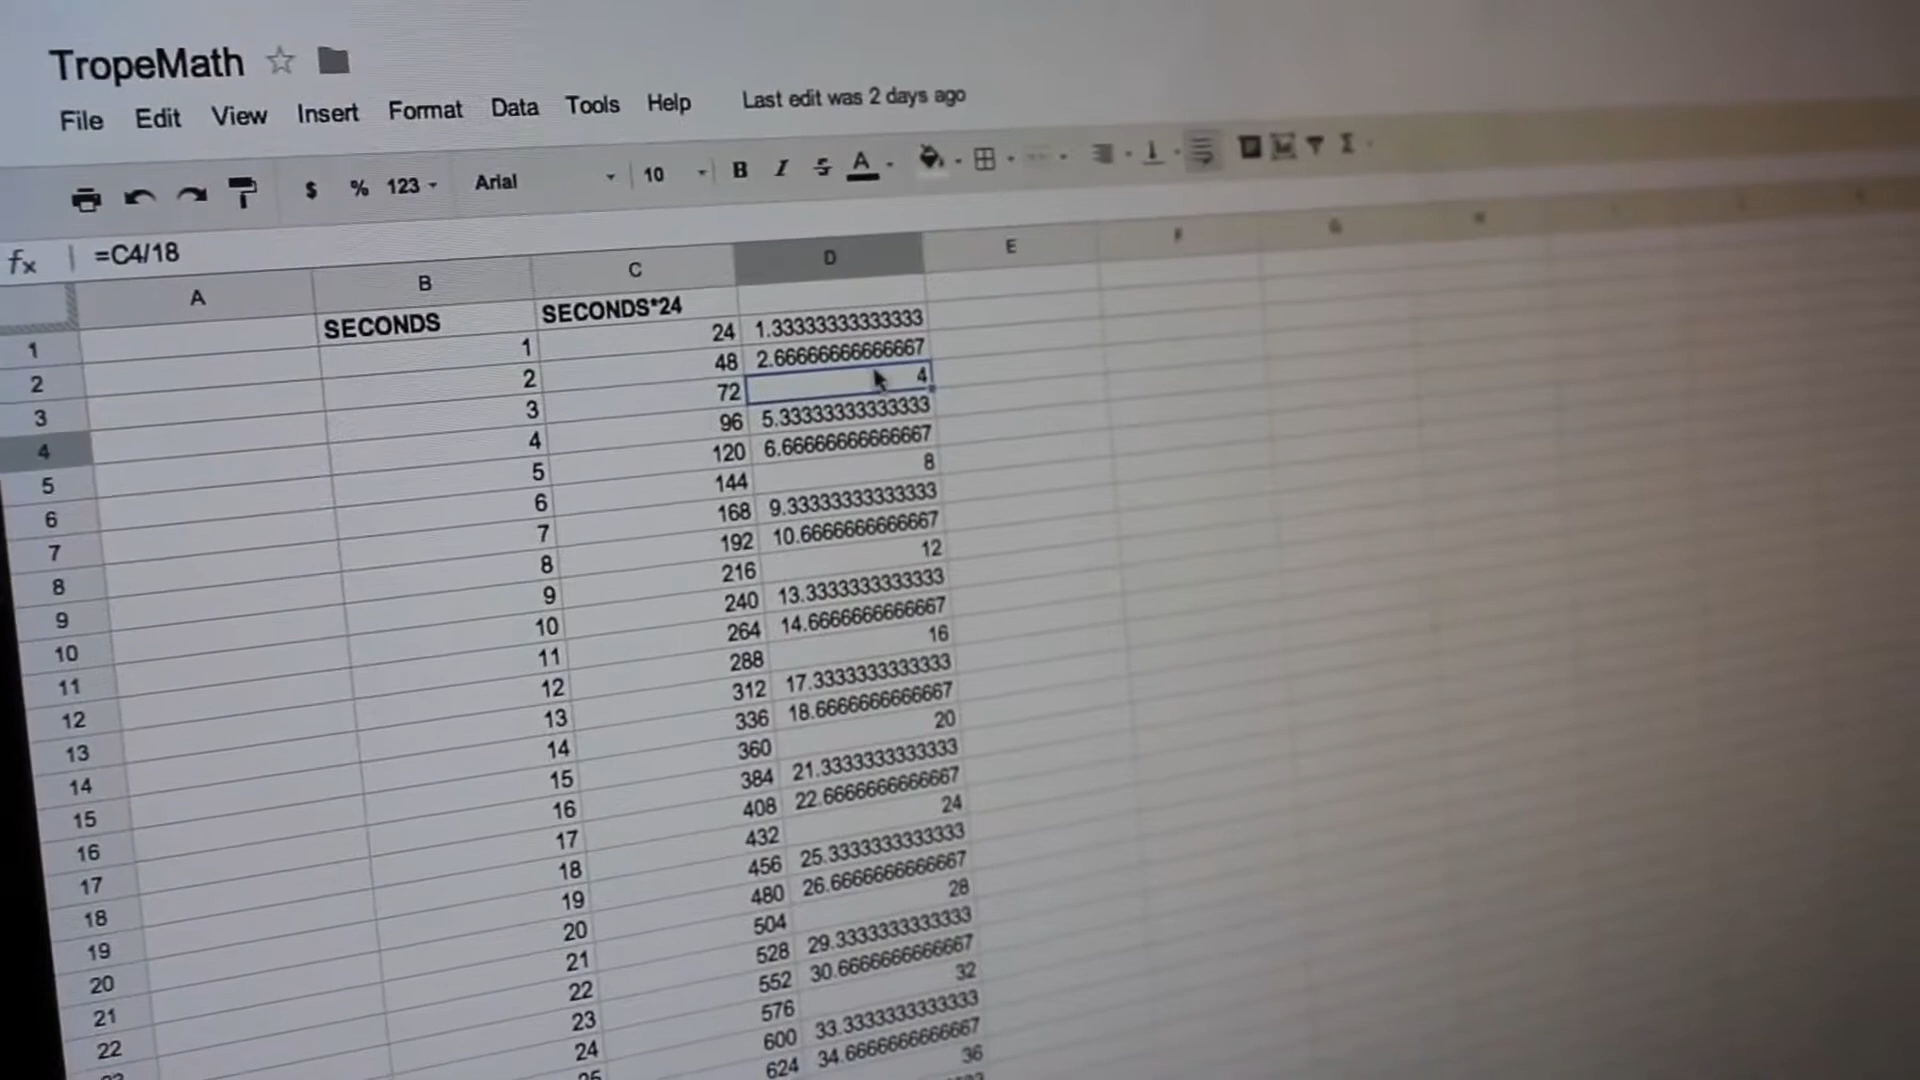 TropeMath
File Edit View Insert Format Data Tools Help Last edit was 2 days ago
$ % 123 Arial 10 B I S A
fx =C4/18
A B C D E F G H
1 SECONDS SECONDS*24
2 1 24 1.33333333333333
3 2 48 2.66666666666667
4 3 72 4
5 4 96 5.33333333333333
6 5 120 6.66666666666667
7 6 144 8
8 7 168 9.33333333333333
9 8 192 10.6666666666667
10 9 216 12
11 10 240 13.3333333333333
12 11 264 14.6666666666667
13 12 288 16
14 13 312 17.3333333333333
15 14 336 18.6666666666667
16 15 360 20
17 16 384 21.3333333333333
18 17 408 22.6666666666667
19 18 432 24
20 19 456 25.3333333333333
21 20 480 26.6666666666667
22 21 504 28
22 528 29.3333333333333
23 552 30.6666666666667
24 576 32
25 600 33.3333333333333
624 34.6666666666667
36